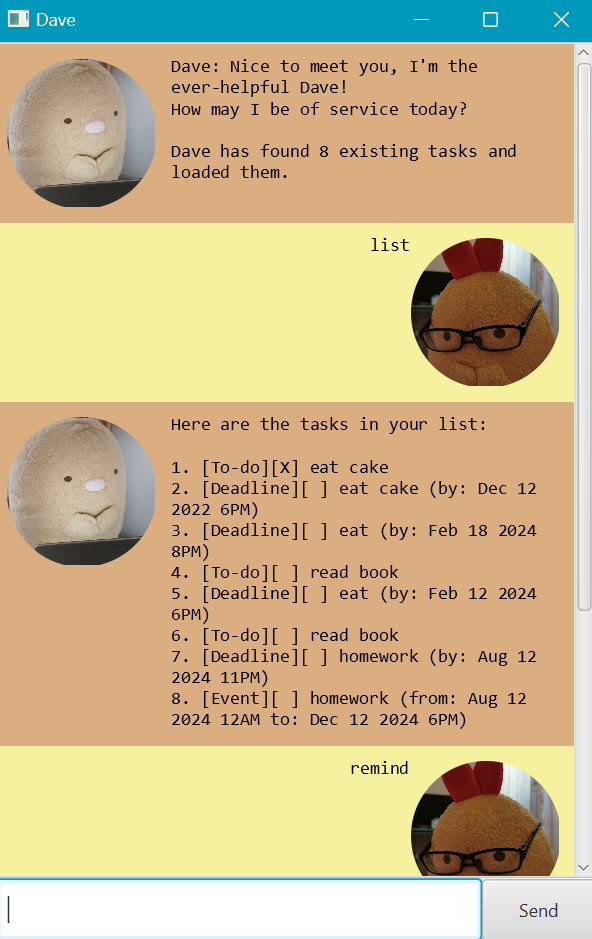 Dave
Dave: Nice to meet you, I'm the
ever-helpful Dave!
How may I be of service today?
Dave has found 8 existing tasks and
loaded them.
list
Here are the tasks in your list:
1. [To-do][X] eat cake
2. [Deadline][ ] eat cake (by: Dec 12
2022 6PM)
3. [Deadline][ ] eat (by: Feb 18 2024
8PM)
4. [To-do][ ] read book
5. [Deadline][ ] eat (by: Feb 12 2024
6PM)
6. [To-do][ ] read book
7. [Deadline][ ] homework (by: Aug 12
2024 11PM)
8. [Event][ ] homework (from: Aug 12
2024 12AM to: Dec 12 2024 6PM)
remind
Send